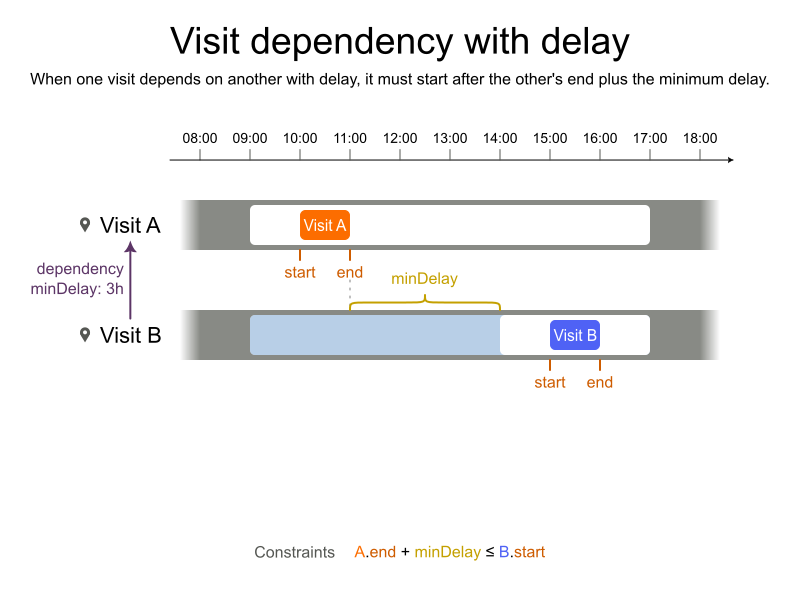 Visit dependency with delay
When one visit depends on another with delay, it must start after the other's end plus the minimum delay.
08:00 09:00 10:00 11:00 12:00 13:00 14:00 15:00 16:00 17:00 18:00
Visit A
Visit A
start end
dependency
minDelay: 3h
minDelay
Visit B
Visit B
start end
Constraints A.end + minDelay ≤ B.start